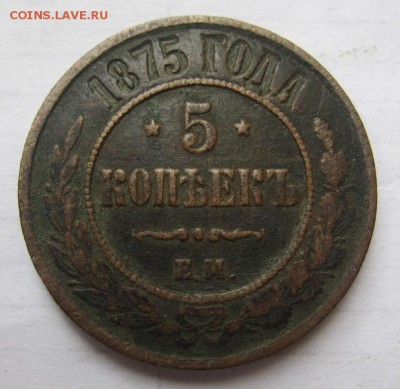 COINS.LAVE.RU
1875 ГОДА
5
КОПѢЕКЪ
Е.М.